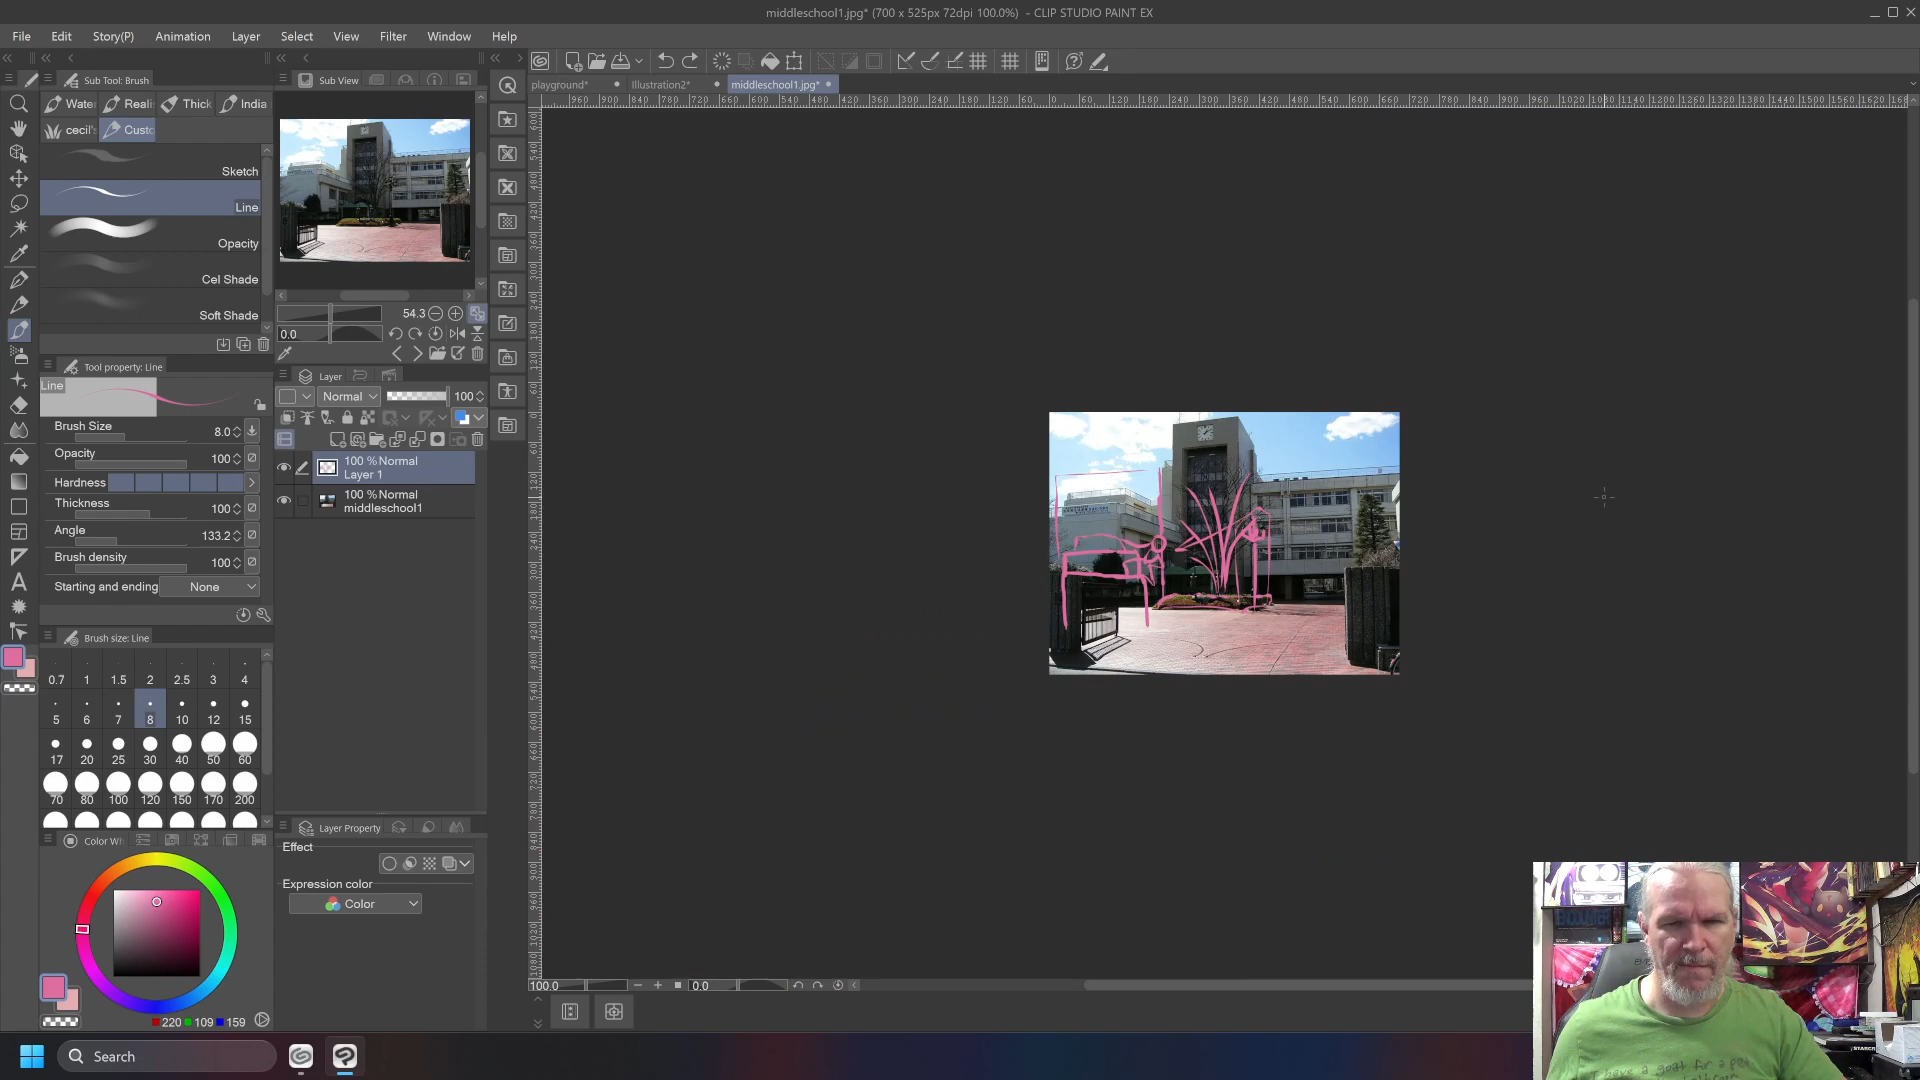 middleschool1.jpg* (700 x 525px 72dpi 100.0%)  - CLIP STUDIO PAINT EX
File Edit Story(P) Animation Layer Select View Filter Window Help
Sub Tool: Brush
Sub View
playground* Illustration2* middleschool1.jpg*
Water Reali Thick India
cecil's Custo
Sketch
Line
Opacity
Cel Shade
Soft Shade
54.3
0.0
Tool property: Line
Line
Brush Size 8.0
Opacity 100
Hardness
Thickness 100
Angle 133.2
Brush density 100
Starting and ending None
Layer
Normal 100
100 %Normal
Layer 1
100 %Normal
middleschool1
Brush size: Line
0.7 1 1.5 2 2.5 3 4
5 6 7 8 10 12 15
17 20 25 30 40 50 60
70 80 100 120 150 170 200
Color Wh
220 109 159
Layer Property
Effect
Expression color
Color
100.0 0.0
Search